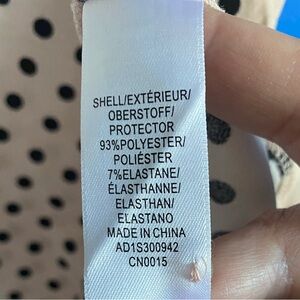 SHELL/EXTÉRIEUR/
OBERSTOFF/
PROTECTOR
93%POLYESTER/
POLIÉSTER
7%ELASTANE/
ÉLASTHANNE/
ELASTHAN/
ELASTANO
MADE IN CHINA
AD1S300942
CN0015